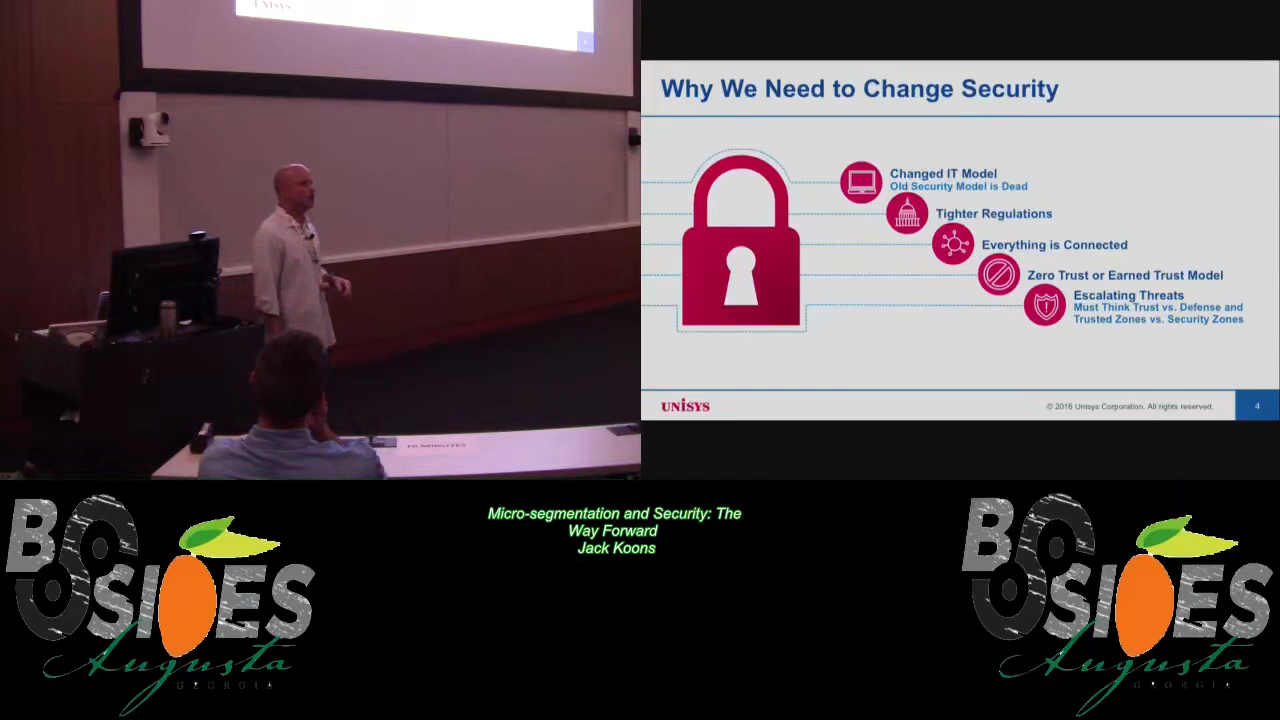 UNISYS
Why We Need to Change Security
Changed IT Model
Old Security Model is Dead
Tighter Regulations
Everything is Connected
Zero Trust or Earned Trust Model
Escalating Threats
Must Think Trust vs. Defense and
Trusted Zones vs. Security Zones
UNISYS
© 2016 Unisys Corporation. All rights reserved.
4
Micro-segmentation and Security: The
Way Forward
Jack Koons
BSIDES
Augusta
GEORGIA
BSIDES
Augusta
GEORGIA